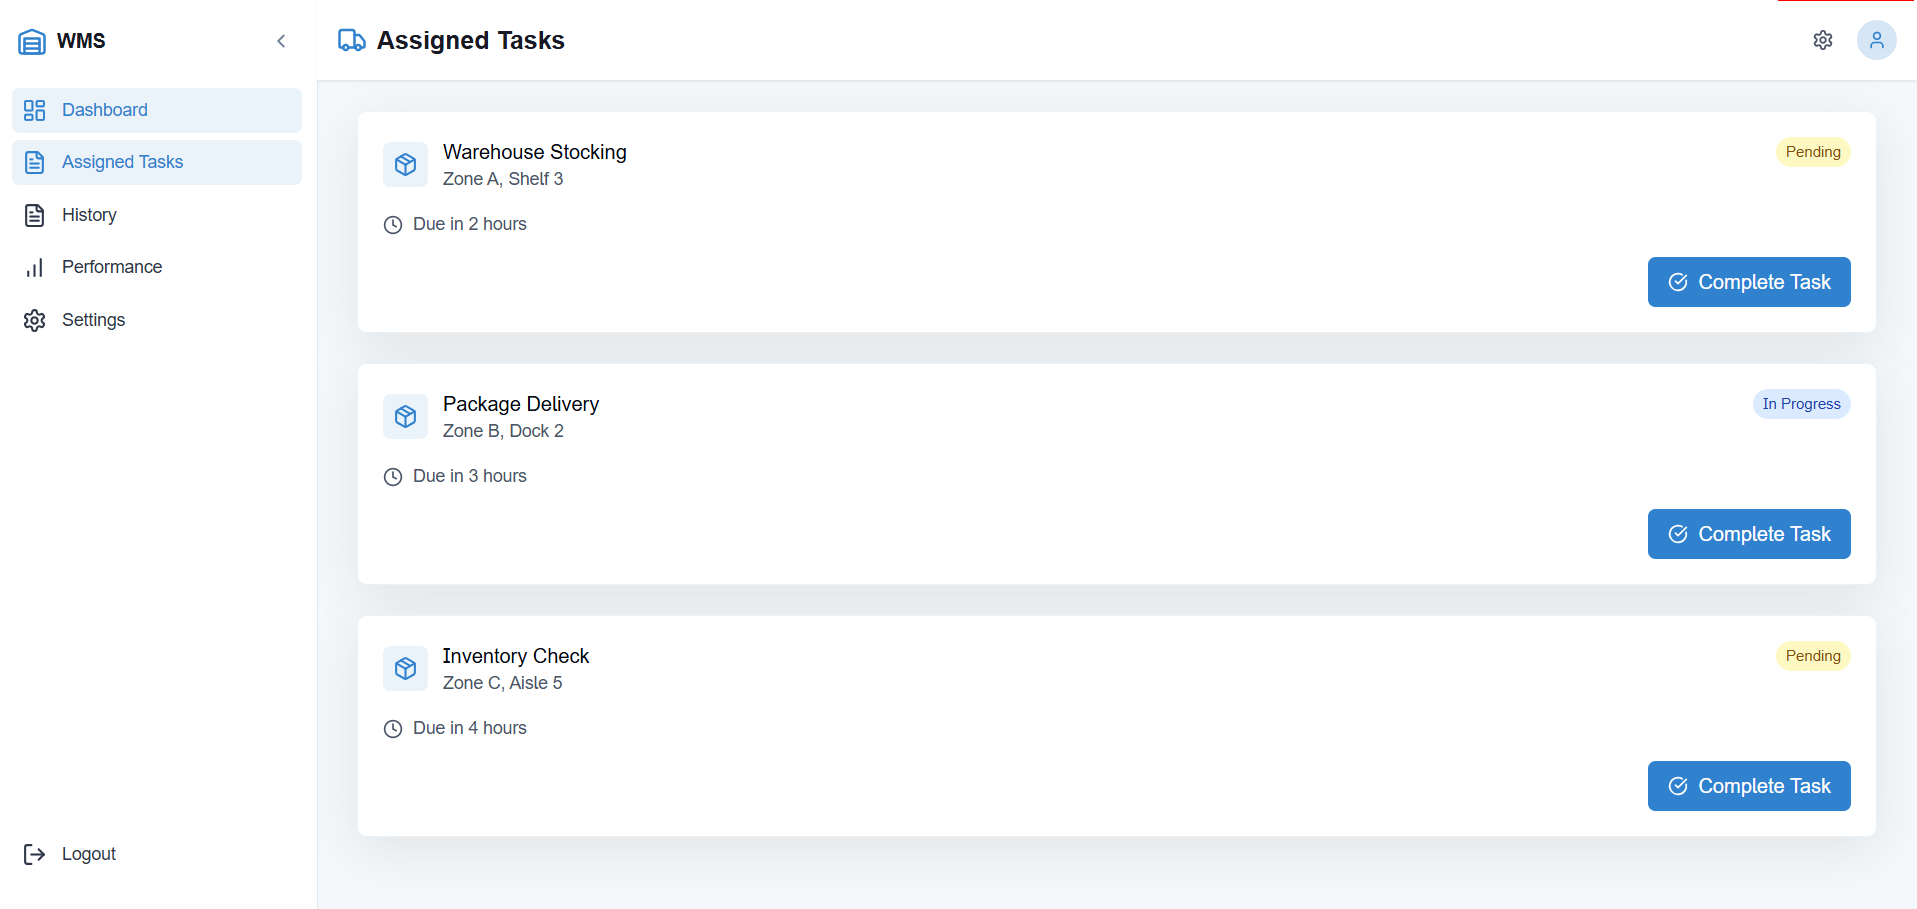 WMS
Dashboard
Assigned Tasks
History
Performance
Settings
Logout
Assigned Tasks
Warehouse Stocking
Zone A, Shelf 3
Pending
Due in 2 hours
Complete Task
Package Delivery
Zone B, Dock 2
In Progress
Due in 3 hours
Complete Task
Inventory Check
Zone C, Aisle 5
Pending
Due in 4 hours
Complete Task